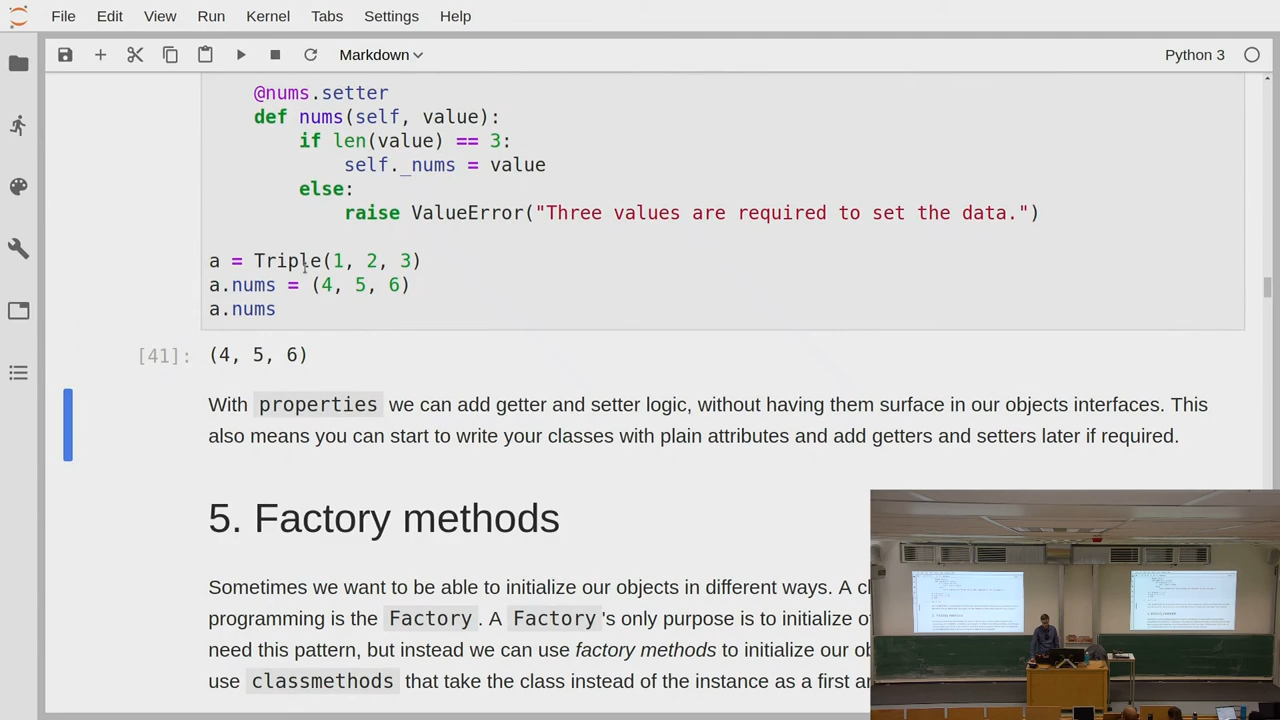 File Edit View Run Kernel Tabs Settings Help
Markdown Python 3
@nums.setter
def nums(self, value):
if len(value) == 3:
self._nums = value
else:
raise ValueError("Three values are required to set the data.")
a = Triple(1, 2, 3)
a.nums = (4, 5, 6)
a.nums
[41]: (4, 5, 6)
With properties we can add getter and setter logic, without having them surface in our objects interfaces. This
also means you can start to write your classes with plain attributes and add getters and setters later if required.
5. Factory methods
Sometimes we want to be able to initialize our objects in different ways. A
programming is the Factory. A Factory's only purpose is to initialize
need this pattern, but instead we can use factory methods to initialize our
use classmethods that take the class instead of the instance as a first